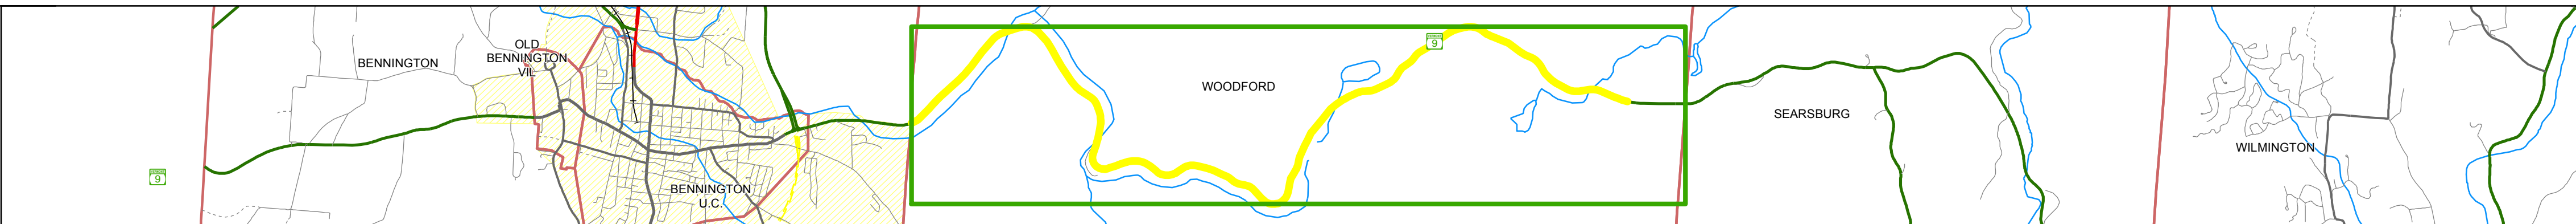 BENNINGTON
OLD
BENNINGTON
VIL
9
BENNINGTON
U.C.
WOODFORD
9
SEARSBURG
WILMINGTON